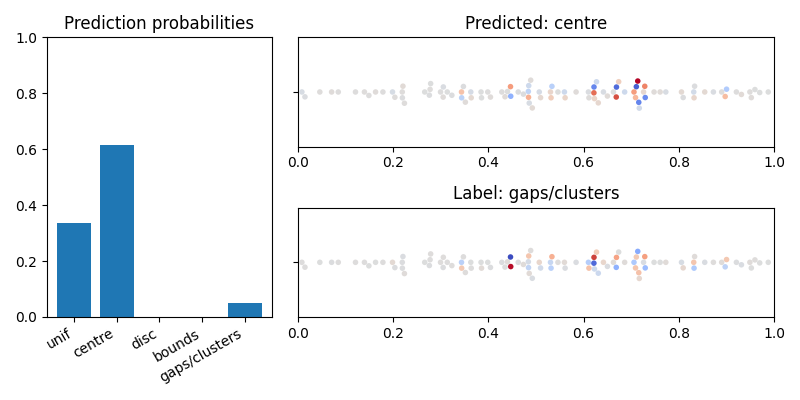 Prediction probabilities
1.0
0.8
0.6
0.4
0.2
0.0
unif
centre
disc
bounds
gaps/clusters
Predicted: centre
0.0 0.2 0.4 0.6 0.8 1.0
Label: gaps/clusters
0.0 0.2 0.4 0.6 0.8 1.0